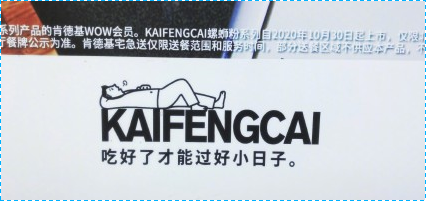 系列产品的肯德基WOW会员。KAIFENGCAI螺蛳粉系列自2020年10月30日起上市，仅限
餐牌公示为准。肯德基宅急送仅限送餐范围和服务时间，部分送餐区域不供应本产品，
KAIFENGCAI
吃好了才能过好小日子。